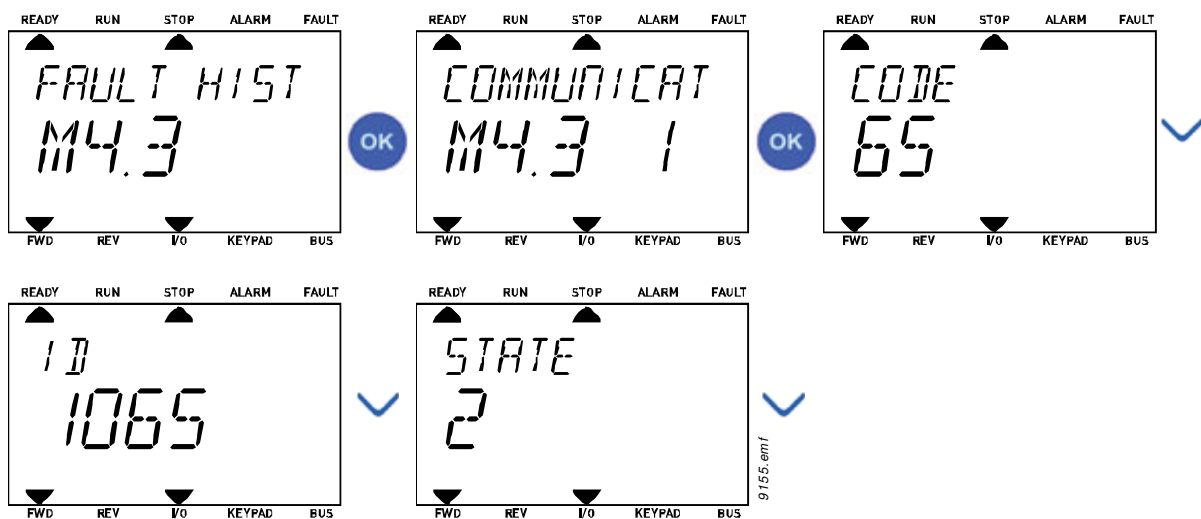 READY RUN STOP ALARM FAULT
FAULT HIST
M4.3
FWD REV I/O KEYPAD BUS
OK
READY RUN STOP ALARM FAULT
COMMUNICAT
M4.3 1
FWD REV I/O KEYPAD BUS
OK
READY RUN STOP ALARM FAULT
CODE
65
FWD REV I/O KEYPAD BUS
READY RUN STOP ALARM FAULT
ID
1065
FWD REV I/O KEYPAD BUS
READY RUN STOP ALARM FAULT
STATE
2
FWD REV I/O KEYPAD BUS
9155.emf